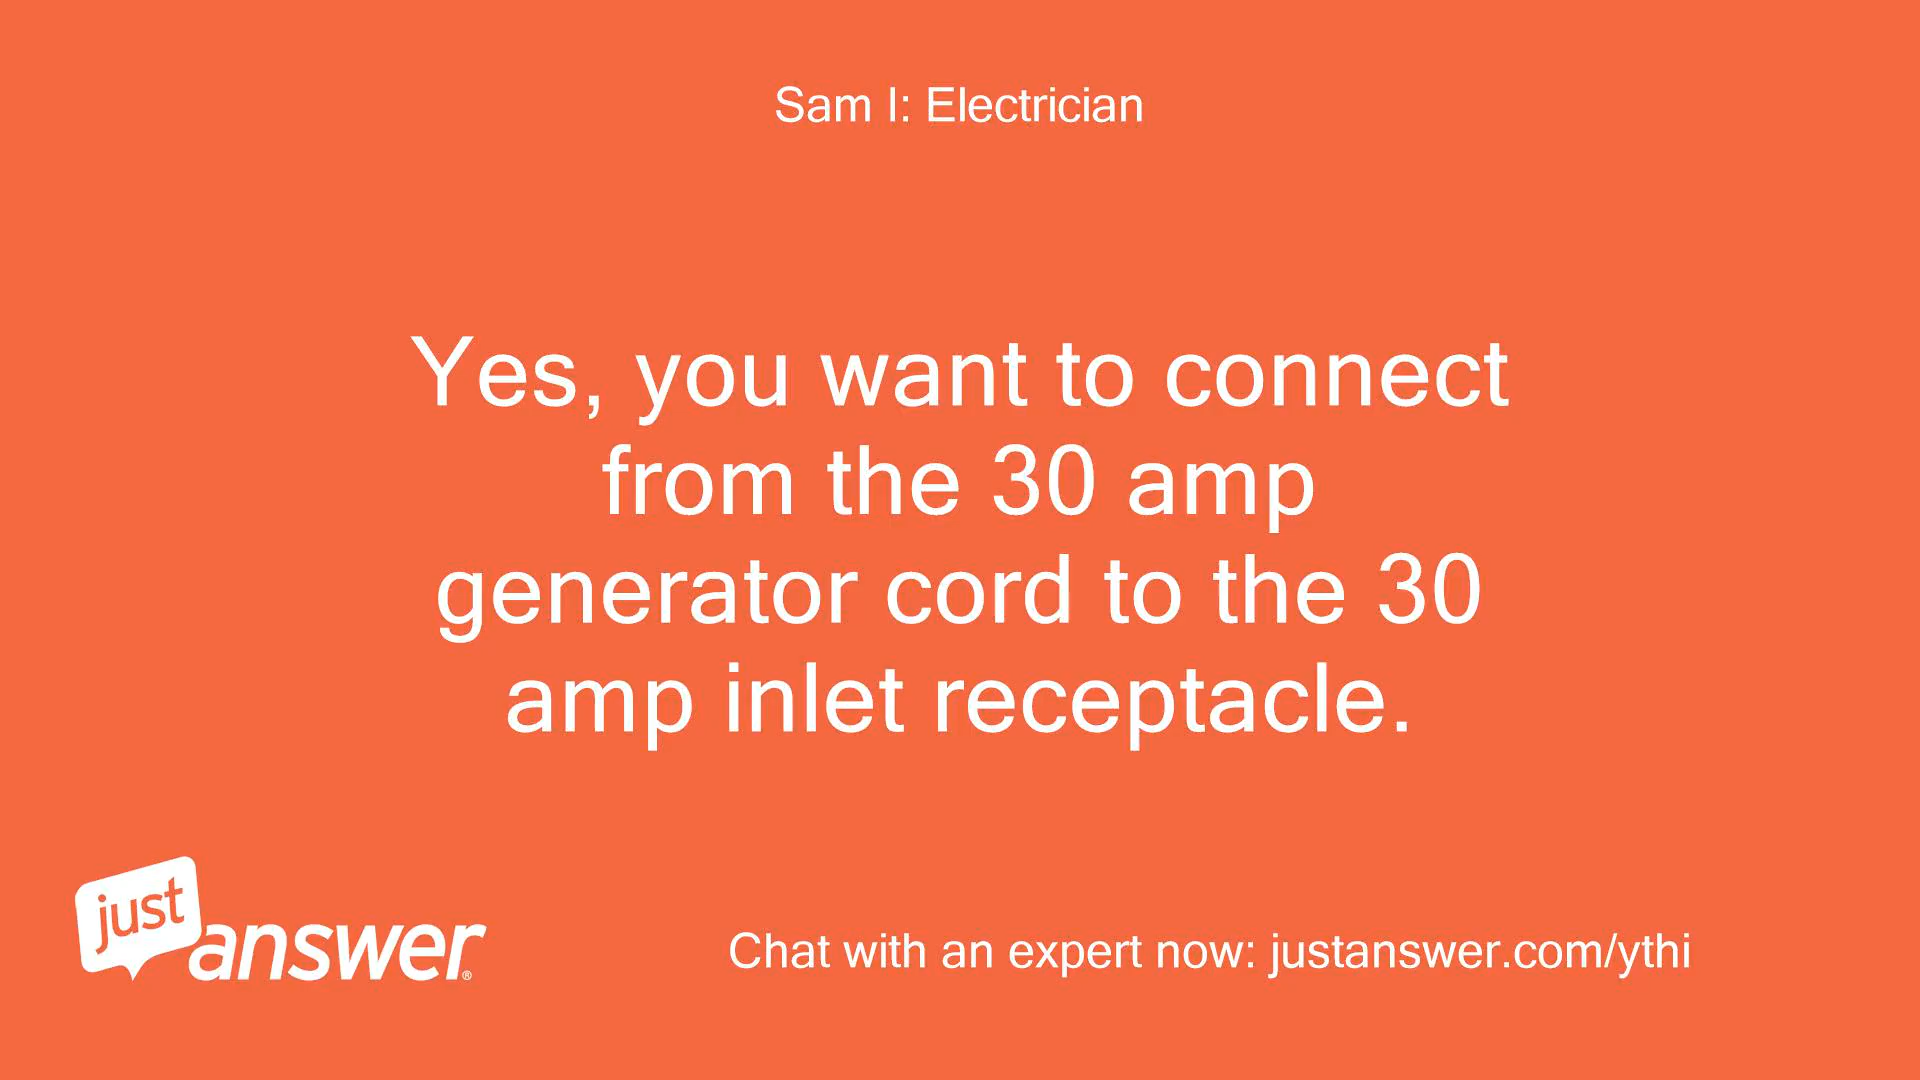 Sam I: Electrician
Yes, you want to connect
from the 30 amp
generator cord to the 30
amp inlet receptacle.
just
answer®
Chat with an expert now: justanswer.com/ythi